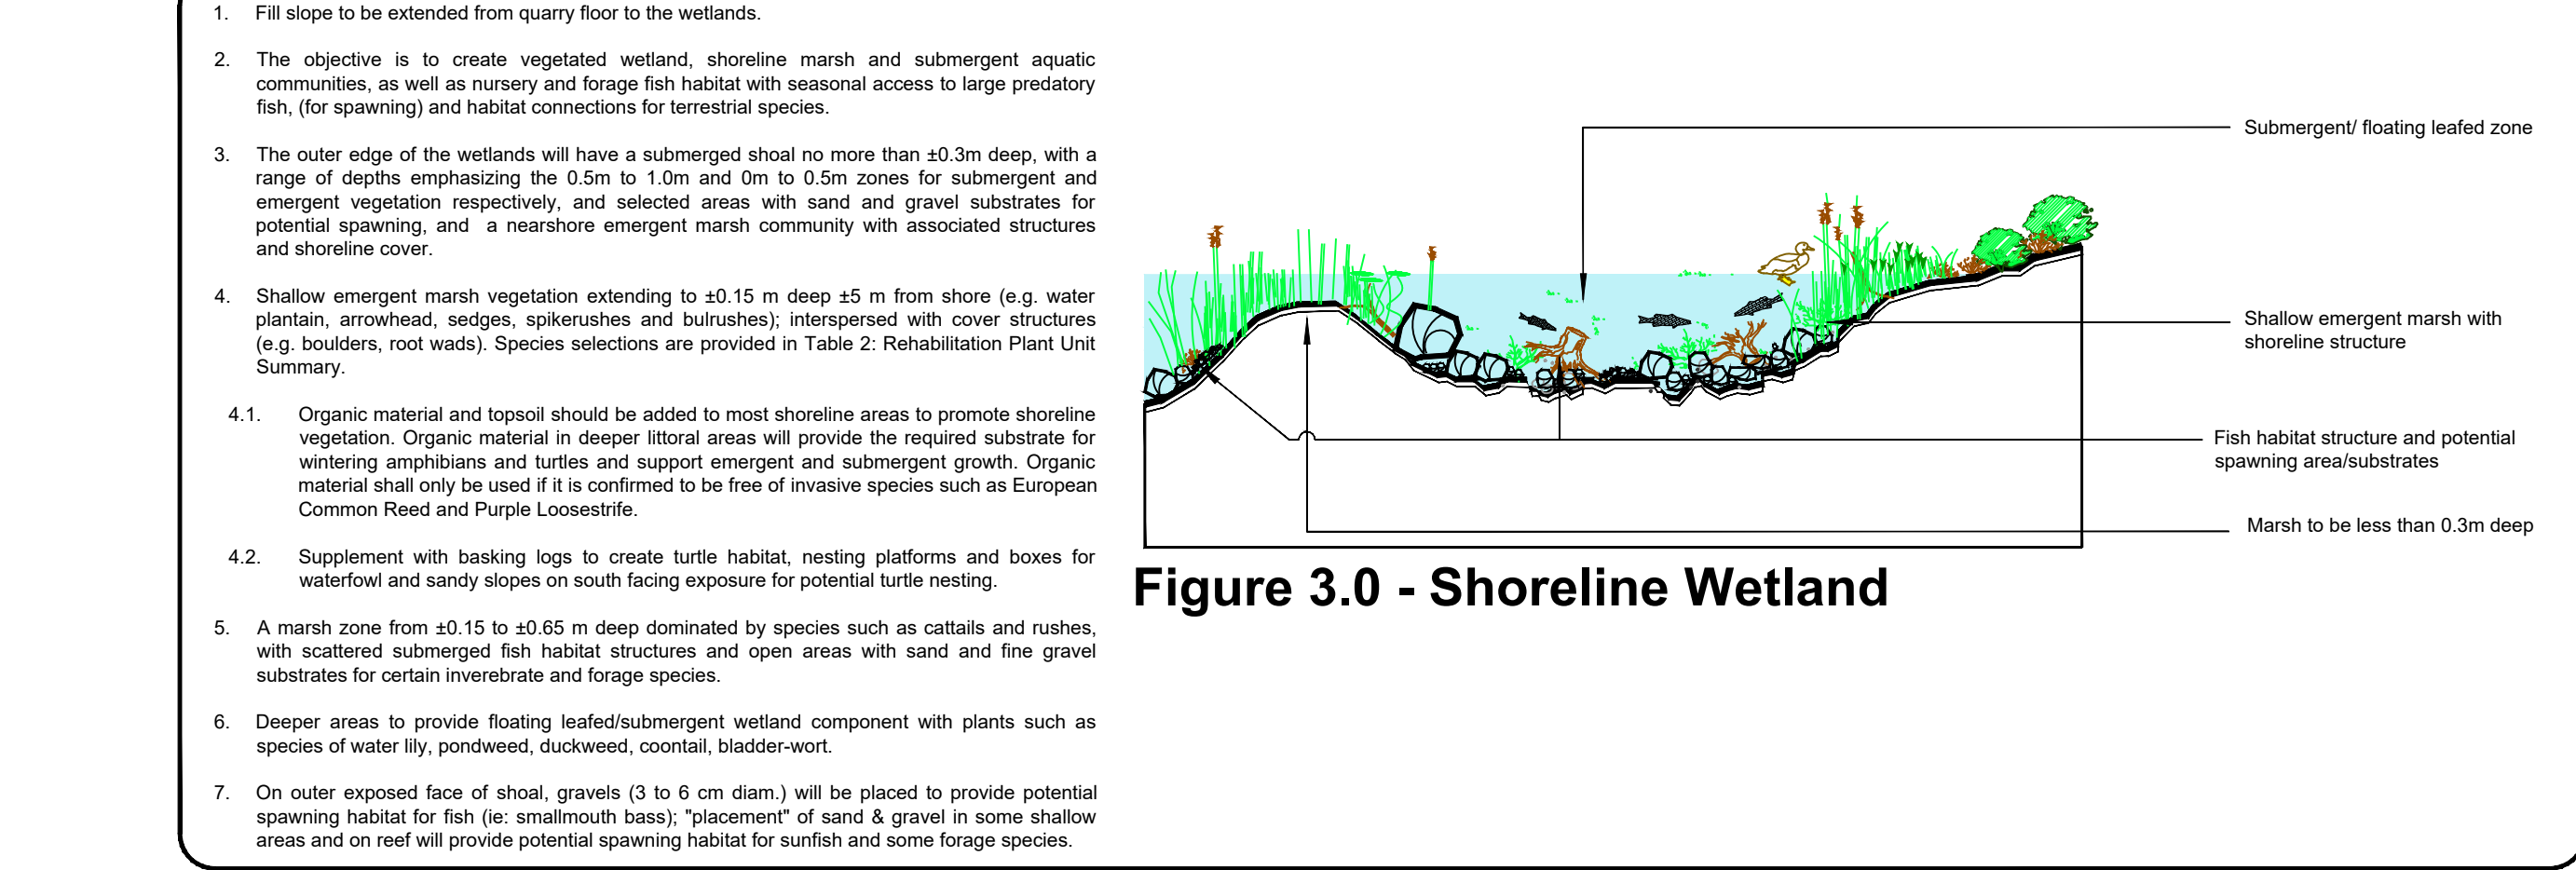 1. Fill slope to be extended from quarry floor to the wetlands.
2. The objective is to create vegetated wetland, shoreline marsh and submergent aquatic
communities, as well as nursery and forage fish habitat with seasonal access to large predatory
fish, (for spawning) and habitat connections for terrestrial species.
3. The outer edge of the wetlands will have a submerged shoal no more than ±0.3m deep, with a
range of depths emphasizing the 0.5m to 1.0m and 0m to 0.5m zones for submergent and
emergent vegetation respectively, and selected areas with sand and gravel substrates for
potential spawning, and a nearshore emergent marsh community with associated structures
and shoreline cover.
4. Shallow emergent marsh vegetation extending to ±0.15 m deep ±5 m from shore (e.g. water
plantain, arrowhead, sedges, spikerushes and bulrushes); interspersed with cover structures
(e.g. boulders, root wads). Species selections are provided in Table 2: Rehabilitation Plant Unit
Summary.
4.1. Organic material and topsoil should be added to most shoreline areas to promote shoreline
vegetation. Organic material in deeper littoral areas will provide the required substrate for
wintering amphibians and turtles and support emergent and submergent growth. Organic
material shall only be used if it is confirmed to be free of invasive species such as European
Common Reed and Purple Loosestrife.
4.2. Supplement with basking logs to create turtle habitat, nesting platforms and boxes for
waterfowl and sandy slopes on south facing exposure for potential turtle nesting.
5. A marsh zone from ±0.15 to ±0.65 m deep dominated by species such as cattails and rushes,
with scattered submerged fish habitat structures and open areas with sand and fine gravel
substrates for certain inverebrate and forage species.
6. Deeper areas to provide floating leafed/submergent wetland component with plants such as
species of water lily, pondweed, duckweed, coontail, bladder-wort.
7. On outer exposed face of shoal, gravels (3 to 6 cm diam.) will be placed to provide potential
spawning habitat for fish (ie: smallmouth bass); "placement" of sand & gravel in some shallow
areas and on reef will provide potential spawning habitat for sunfish and some forage species.
Submergent/ floating leafed zone
Shallow emergent marsh with
shoreline structure
Fish habitat structure and potential
spawning area/substrates
Marsh to be less than 0.3m deep
Figure 3.0 - Shoreline Wetland